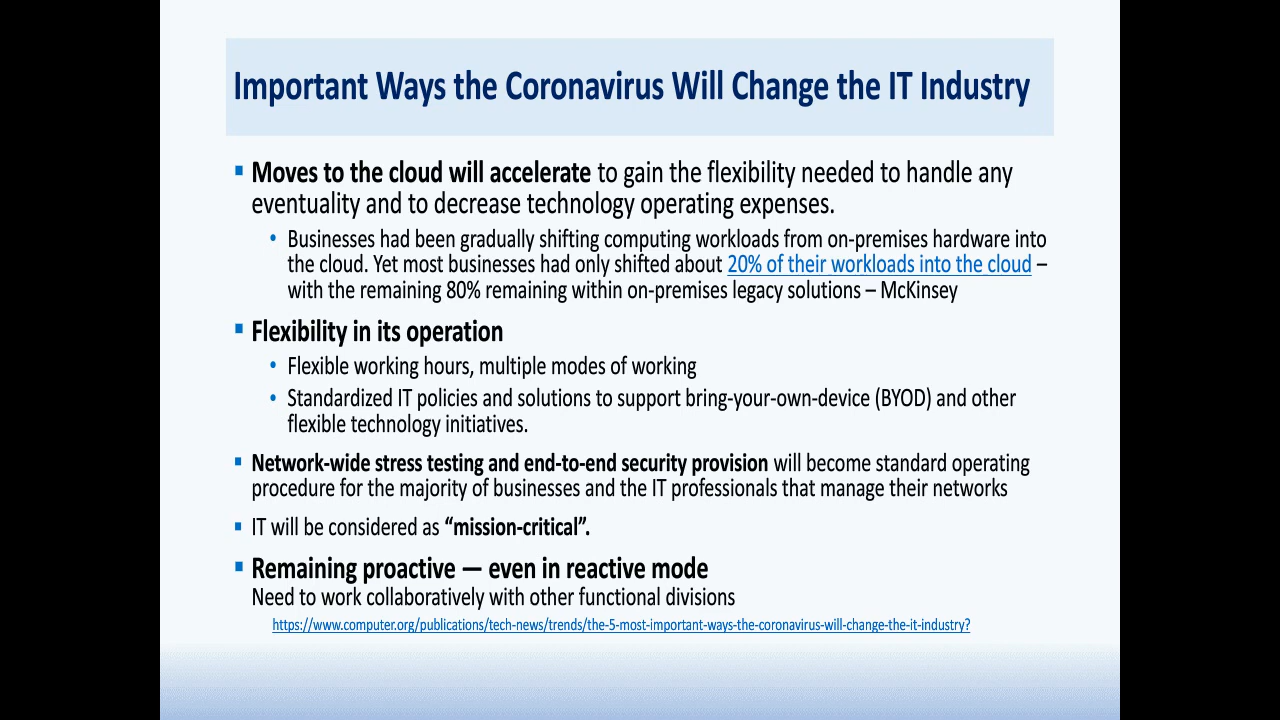 Important Ways the Coronavirus Will Change the IT Industry
▪ Moves to the cloud will accelerate to gain the flexibility needed to handle any
eventuality and to decrease technology operating expenses.
• Businesses had been gradually shifting computing workloads from on-premises hardware into
the cloud. Yet most businesses had only shifted about 20% of their workloads into the cloud –
with the remaining 80% remaining within on-premises legacy solutions – McKinsey
▪ Flexibility in its operation
• Flexible working hours, multiple modes of working
• Standardized IT policies and solutions to support bring-your-own-device (BYOD) and other
flexible technology initiatives.
▪ Network-wide stress testing and end-to-end security provision will become standard operating
procedure for the majority of businesses and the IT professionals that manage their networks
▪ IT will be considered as “mission-critical”.
▪ Remaining proactive — even in reactive mode
Need to work collaboratively with other functional divisions
https://www.computer.org/publications/tech-news/trends/the-5-most-important-ways-the-coronavirus-will-change-the-it-industry?